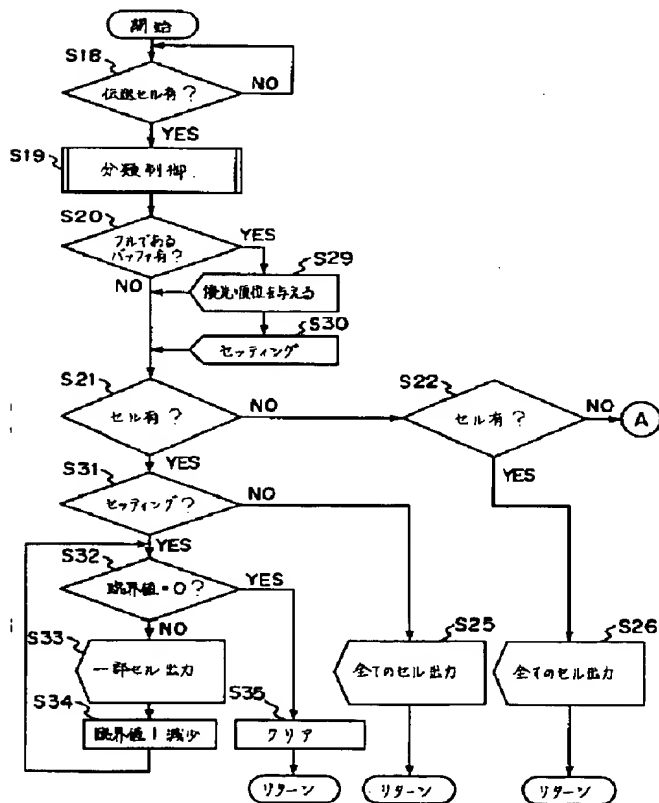 開始
S18
伝送セル有?
NO
YES
S19
分類制御
S20
フルである
バッファ有?
YES
NO
S29
優先順位を与える
S30
セッティング
S21
セル有?
NO
YES
S22
セル有?
NO
A
YES
S31
セッティング?
NO
YES
S32
臨界値=0?
YES
NO
S33
一部セル出力
S34
臨界値1減少
S35
クリア
リターン
S25
全てのセル出力
リターン
S26
全てのセル出力
リターン